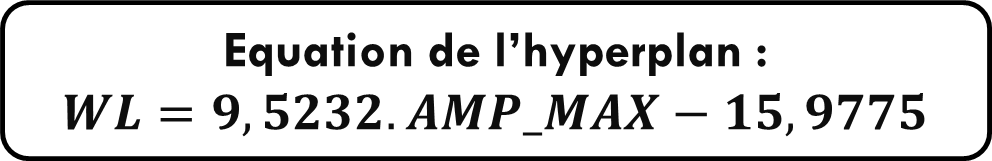 Equation de l’hyperplan :
WL = 9,5232. AMP_MAX − 15,9775